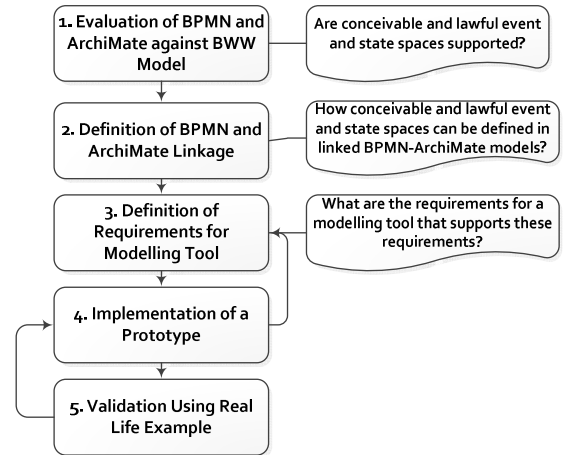 1. Evaluation of BPMN and
ArchiMate against BWW
Model
Are conceivable and lawful event
and state spaces supported?
2. Definition of BPMN and
ArchiMate Linkage
How conceivable and lawful event
and state spaces can be defined in
linked BPMN-ArchiMate models?
3. Definition of
Requirements for
Modelling Tool
What are the requirements for a
modelling tool that supports these
requirements?
4. Implementation of a
Prototype
5. Validation Using Real
Life Example